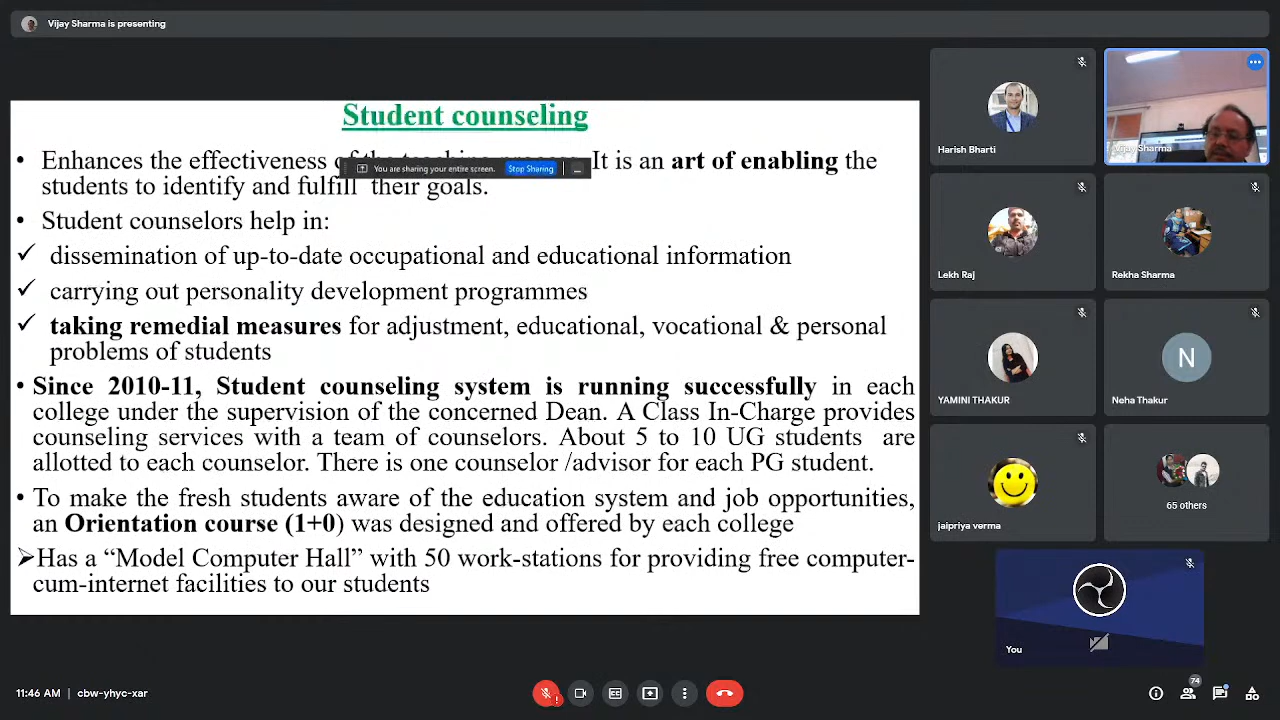 Vijay Sharma is presenting
Student counseling
• Enhances the effectiveness It is an art of enabling the
students to identify and fulfill their goals.
You are sharing your entire screen. Stop Sharing
• Student counselors help in:
✓ dissemination of up-to-date occupational and educational information
✓ carrying out personality development programmes
✓ taking remedial measures for adjustment, educational, vocational & personal
problems of students
• Since 2010-11, Student counseling system is running successfully in each
college under the supervision of the concerned Dean. A Class In-Charge provides
counseling services with a team of counselors. About 5 to 10 UG students are
allotted to each counselor. There is one counselor /advisor for each PG student.
• To make the fresh students aware of the education system and job opportunities,
an Orientation course (1+0) was designed and offered by each college
➢Has a “Model Computer Hall” with 50 work-stations for providing free computer-
cum-internet facilities to our students
Harish Bharti
Vijay Sharma
Lekh Raj
Rekha Sharma
YAMINI THAKUR
N
Neha Thakur
jaipriya verma
65 others
You
11:46 AM | cbw-yhyc-xar
74